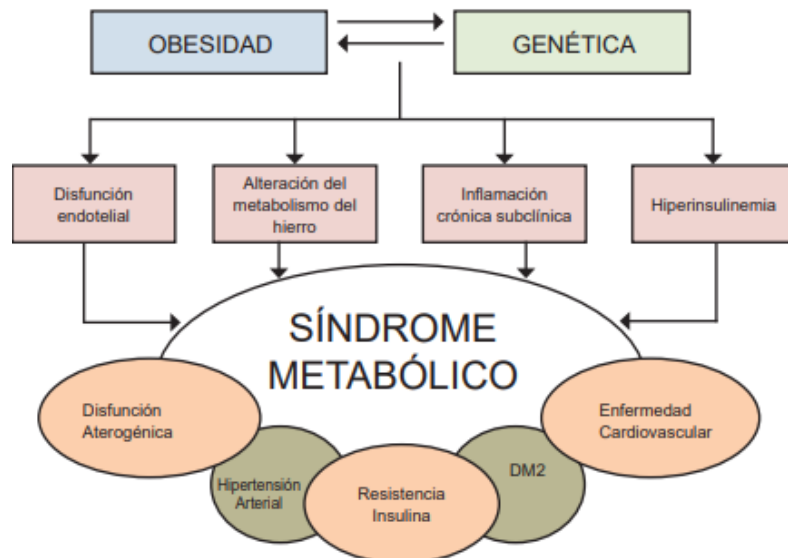 OBESIDAD
GENÉTICA
Disfunción
endotelial
Alteración del
metabolismo del
hierro
Inflamación
crónica subclínica
Hiperinsulinemia
SÍNDROME
METABÓLICO
Disfunción
Aterogénica
Hipertensión
Arterial
Resistencia
Insulina
DM2
Enfermedad
Cardiovascular